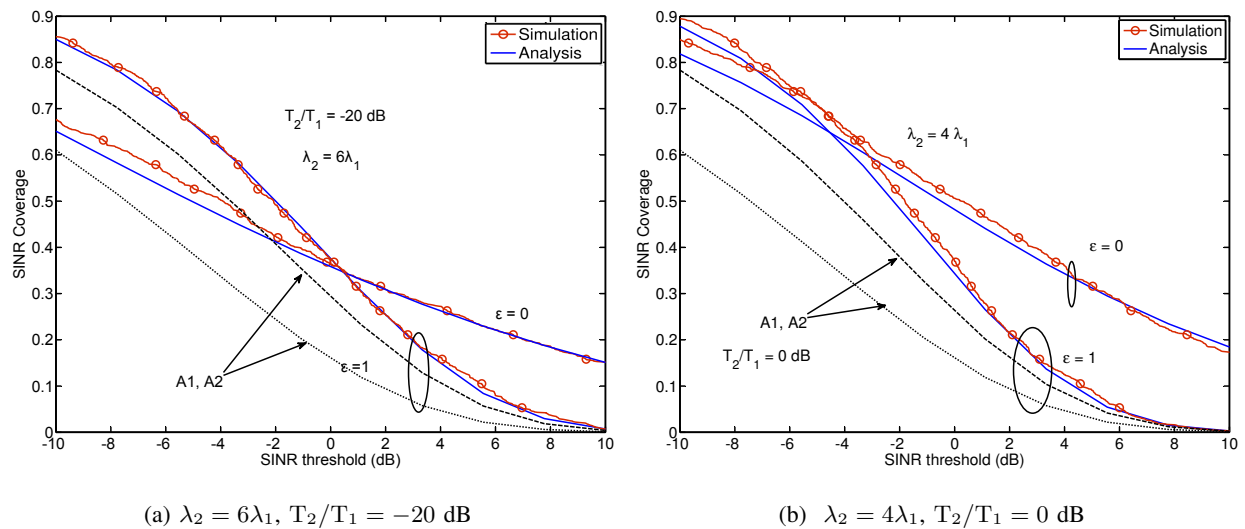 1
0.9
0.8
0.7
0.6
0.5
0.4
0.3
0.2
0.1
0
SINR Coverage
Simulation
Analysis
T₂/T₁ = -20 dB
λ₂ = 6λ₁
ε = 0
A1, A2
ε =1
-10 -8 -6 -4 -2 0 2 4 6 8 10
SINR threshold (dB)
(a) λ₂ = 6λ₁, T₂/T₁ = −20 dB
1
0.9
0.8
0.7
0.6
0.5
0.4
0.3
0.2
0.1
0
SINR Coverage
Simulation
Analysis
λ₂ = 4 λ₁
ε = 0
A1, A2
ε = 1
T₂/T₁ = 0 dB
-10 -8 -6 -4 -2 0 2 4 6 8 10
SINR threshold (dB)
(b) λ₂ = 4λ₁, T₂/T₁ = 0 dB